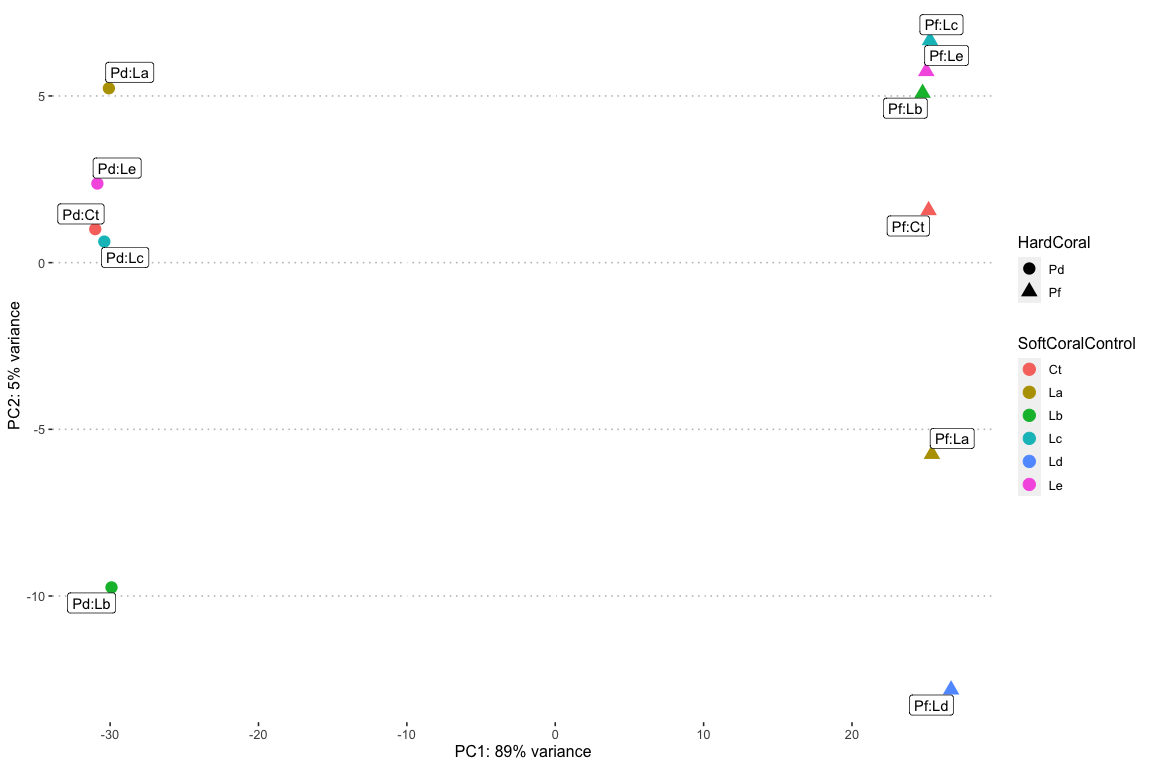 Pf:Lc
Pf:Le
Pd:La
5
Pf:Lb
Pd:Le
Pd:Ct
Pf:Ct
Pd:Lc
0
HardCoral
Pd
Pf
PC2: 5% variance
SoftCoralControl
Ct
La
Lb
Lc
Ld
Le
-5
Pf:La
-10
Pd:Lb
Pf:Ld
-30 -20 -10 0 10 20
PC1: 89% variance